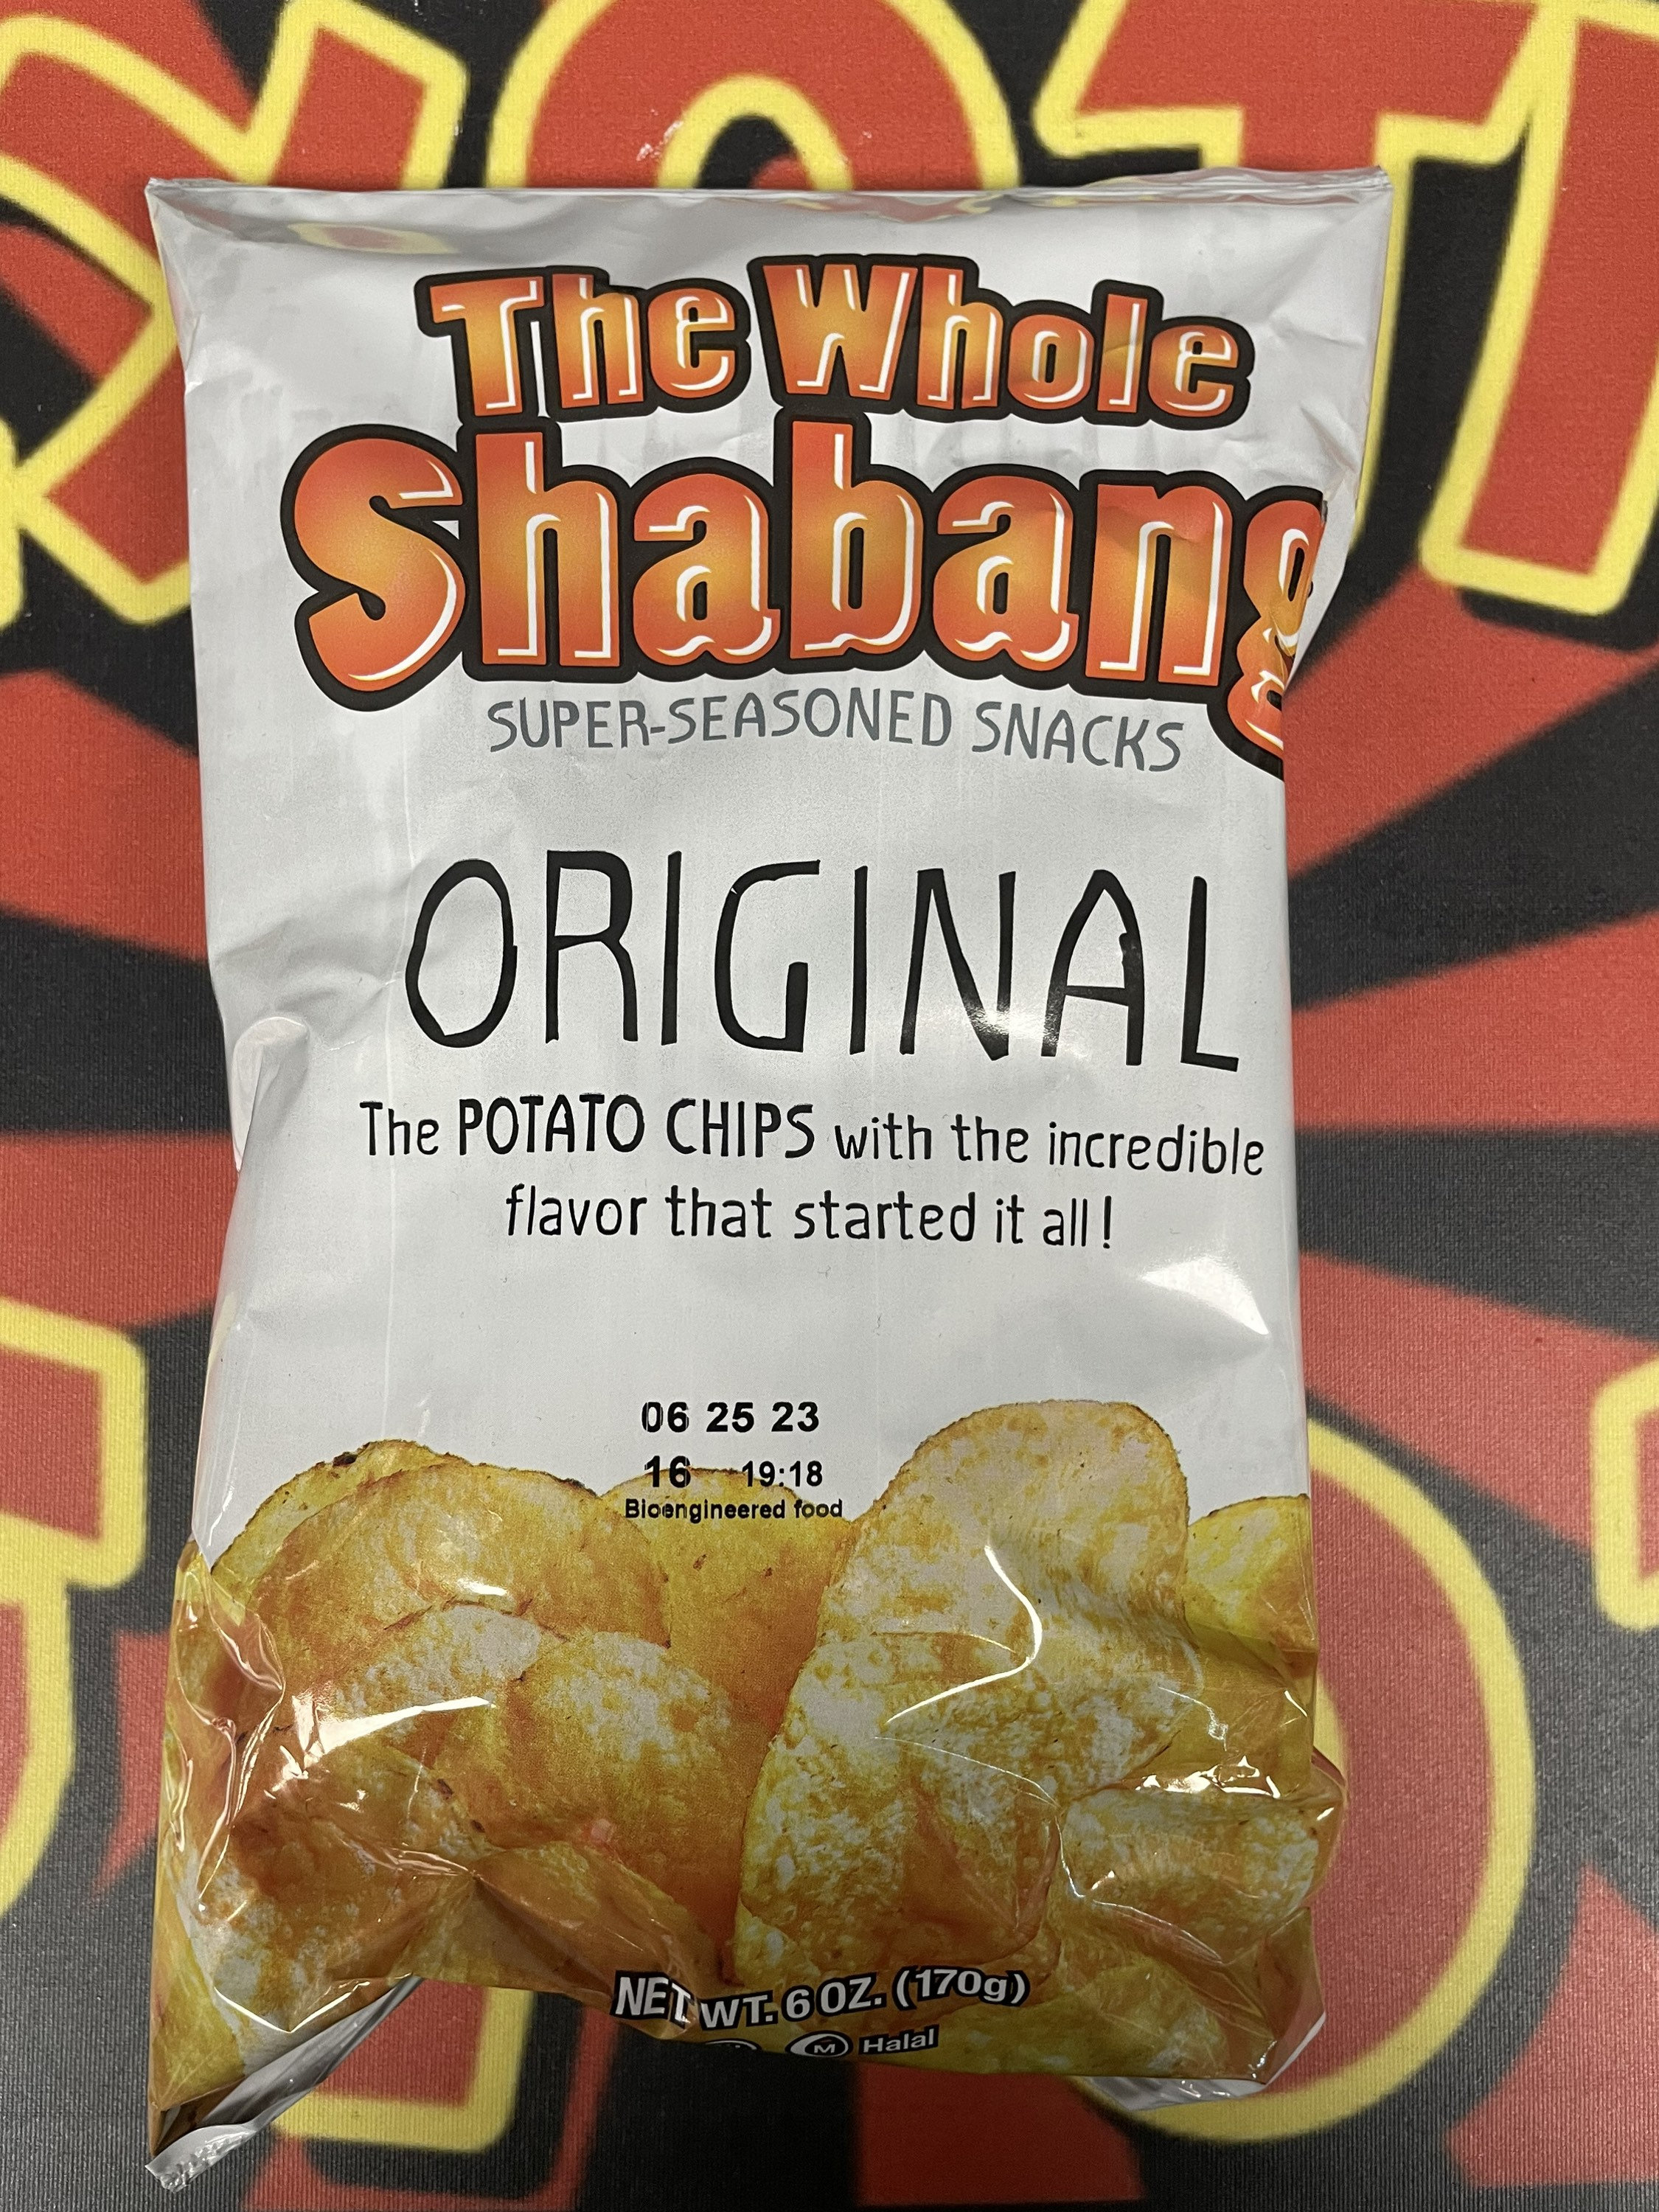 The Whole
Shabang
SUPER-SEASONED SNACKS
ORIGINAL
The POTATO CHIPS with the incredible
flavor that started it all!
06 25 23
16 19:18
Bioengineered food
NET WT. 6 OZ. (170g)
M Halal